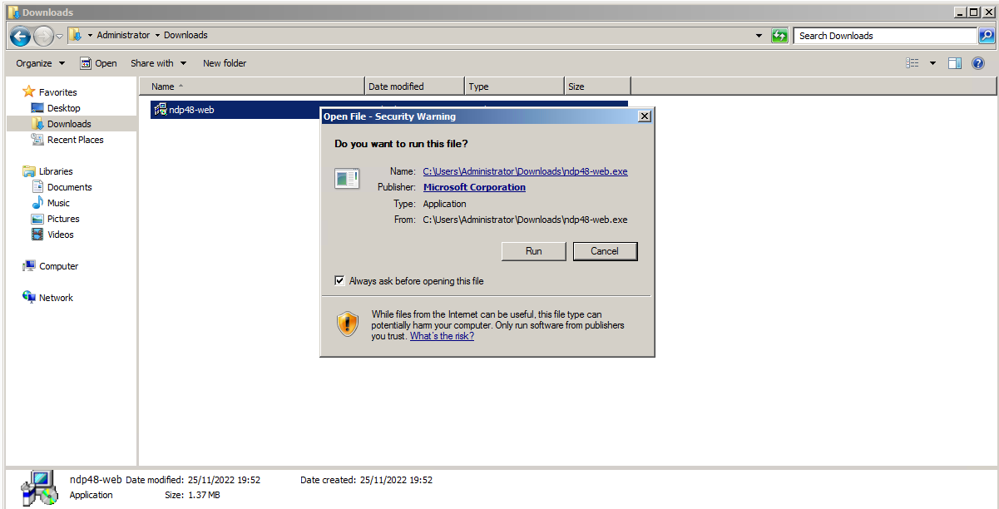 Downloads
Administrator Downloads
Search Downloads
Organize Open Share with New folder
Name Date modified Type Size
Favorites
Desktop
Downloads
Recent Places
Libraries
Documents
Music
Pictures
Videos
Computer
Network
ndp48-web
Open File - Security Warning
Do you want to run this file?
Name: C:\Users\Administrator\Downloads\ndp48-web.exe
Publisher: Microsoft Corporation
Type: Application
From: C:\Users\Administrator\Downloads\ndp48-web.exe
Run Cancel
Always ask before opening this file
While files from the Internet can be useful, this file type can
potentially harm your computer. Only run software from publishers
you trust. What's the risk?
ndp48-web Date modified: 25/11/2022 19:52 Date created: 25/11/2022 19:52
Application Size: 1.37 MB